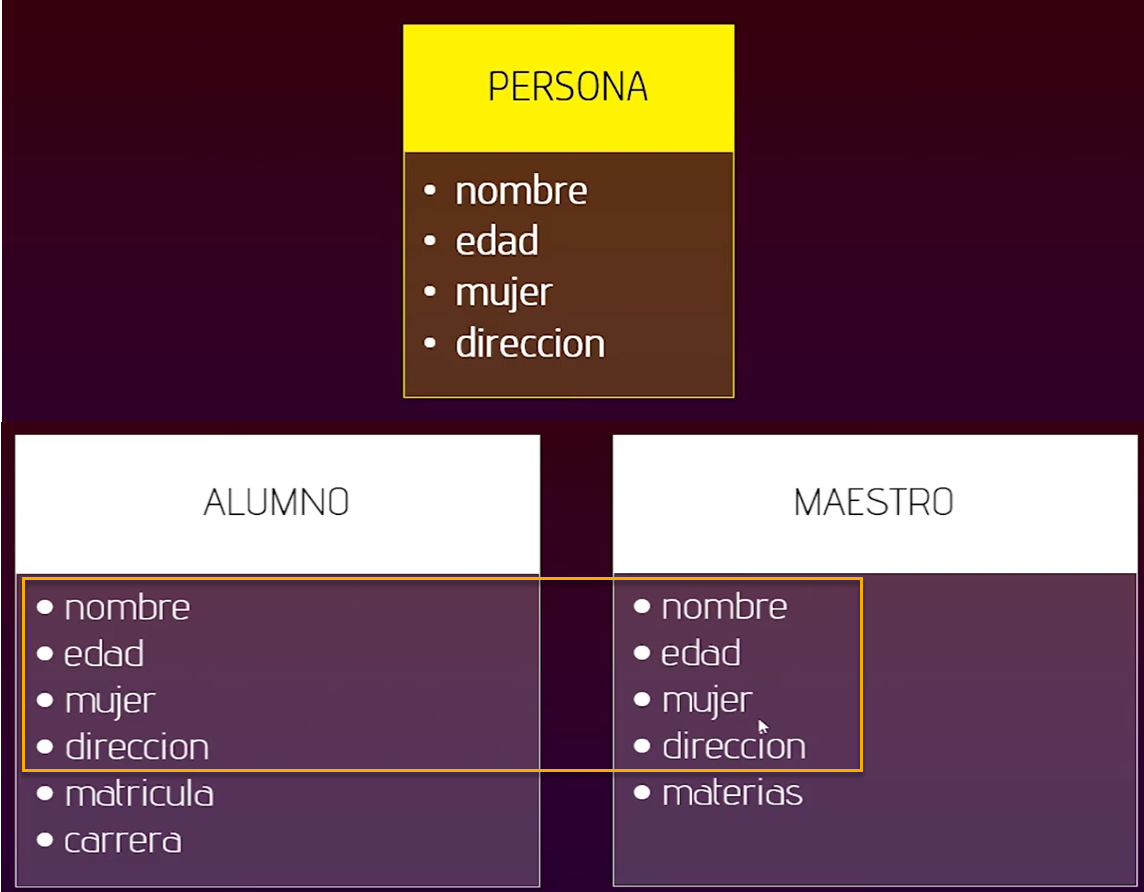 PERSONA
• nombre
• edad
• mujer
• direccion
ALUMNO
• nombre
• edad
• mujer
• direccion
• matricula
• carrera
MAESTRO
• nombre
• edad
• mujer
• direccion
• materias